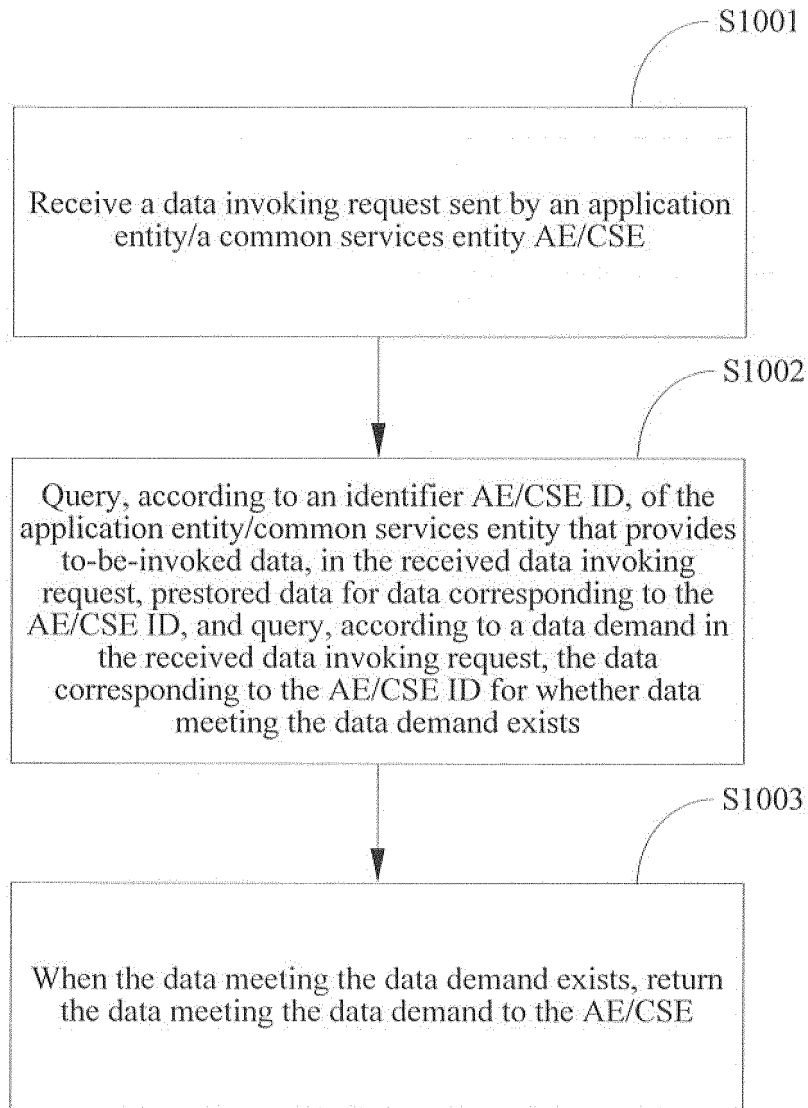 S1001
Receive a data invoking request sent by an application
entity/a common services entity AE/CSE
S1002
Query, according to an identifier AE/CSE ID, of the
application entity/common services entity that provides
to-be-invoked data, in the received data invoking
request, prestored data for data corresponding to the
AE/CSE ID, and query, according to a data demand in
the received data invoking request, the data
corresponding to the AE/CSE ID for whether data
meeting the data demand exists
S1003
When the data meeting the data demand exists, return
the data meeting the data demand to the AE/CSE